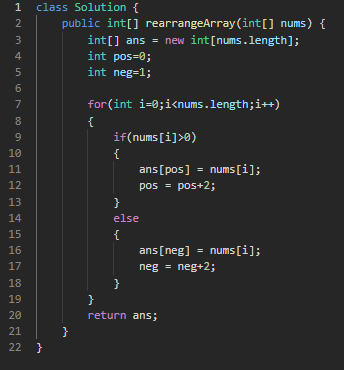 1 class Solution {
2     public int[] rearrangeArray(int[] nums) {
3         int[] ans = new int[nums.length];
4         int pos=0;
5         int neg=1;
6
7         for(int i=0;i<nums.length;i++)
8         {
9             if(nums[i]>0)
10             {
11                 ans[pos] = nums[i];
12                 pos = pos+2;
13             }
14             else
15             {
16                 ans[neg] = nums[i];
17                 neg = neg+2;
18             }
19         }
20         return ans;
21     }
22 }